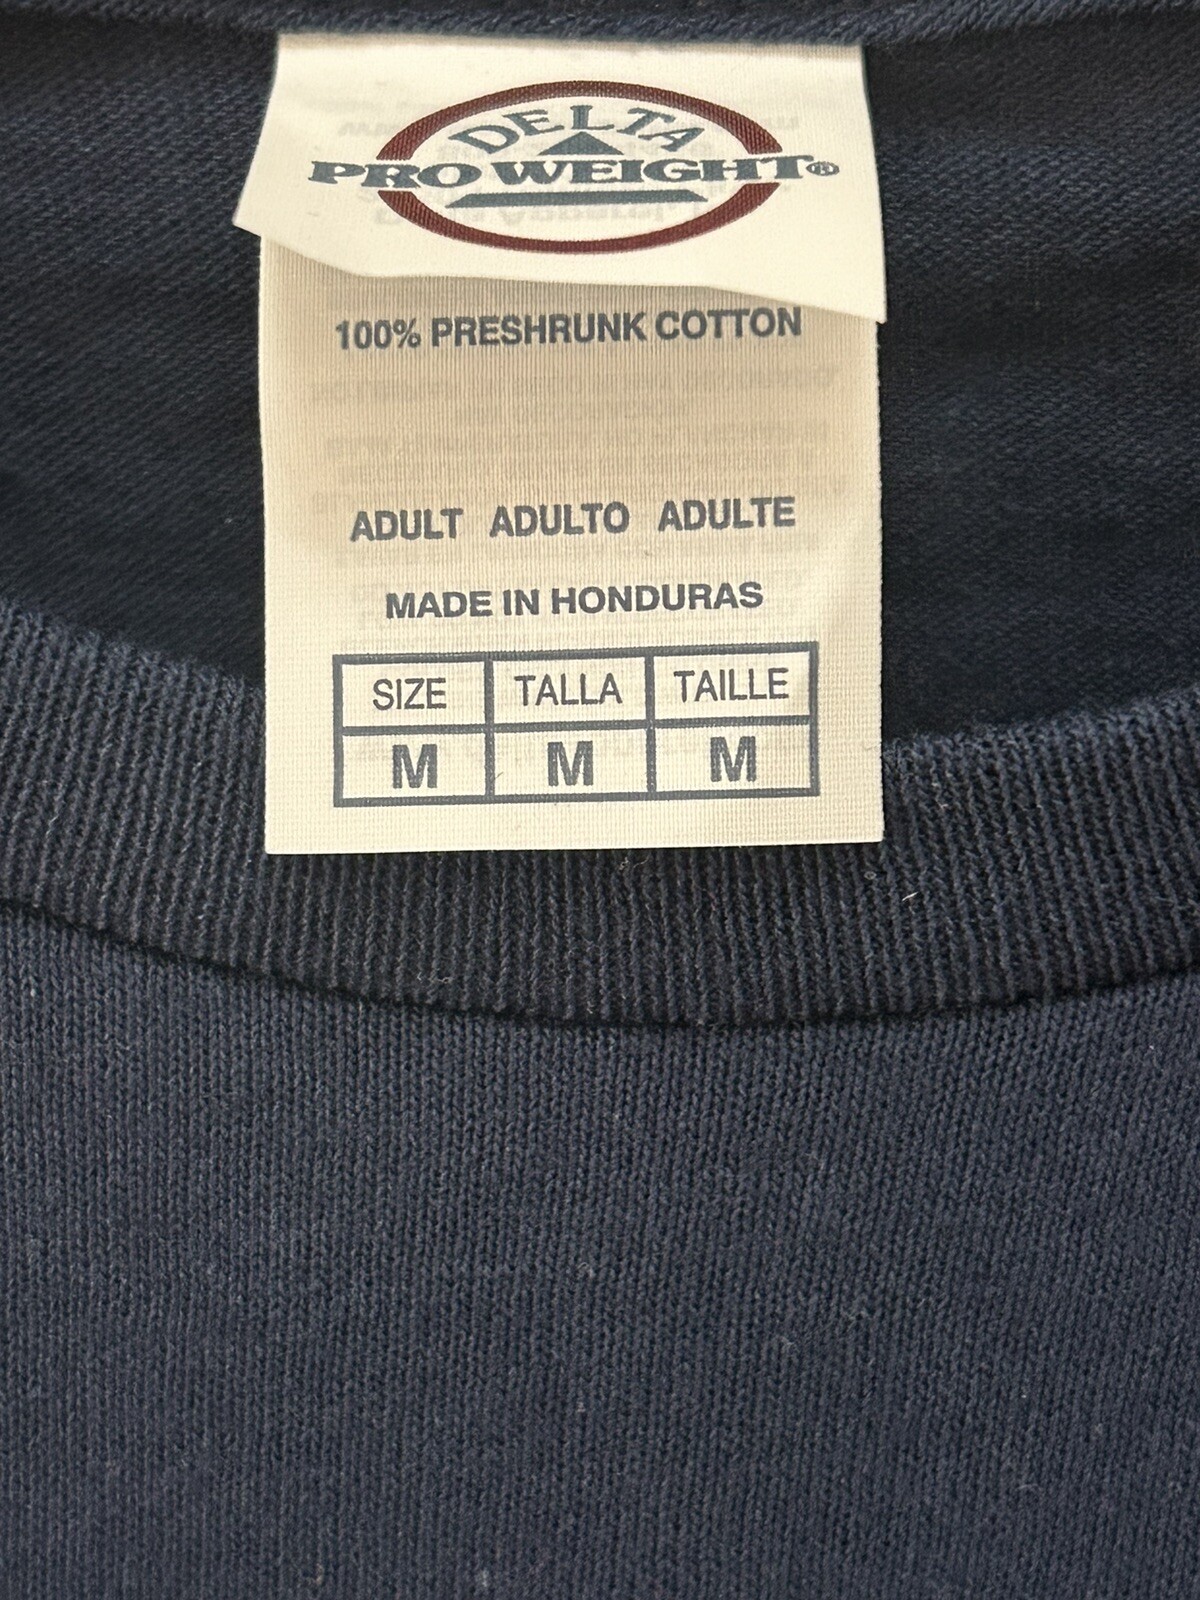 DELTA
PRO WEIGHT®
100% PRESHRUNK COTTON
ADULT ADULTO ADULTE
MADE IN HONDURAS
SIZE TALLA TAILLE
M M M